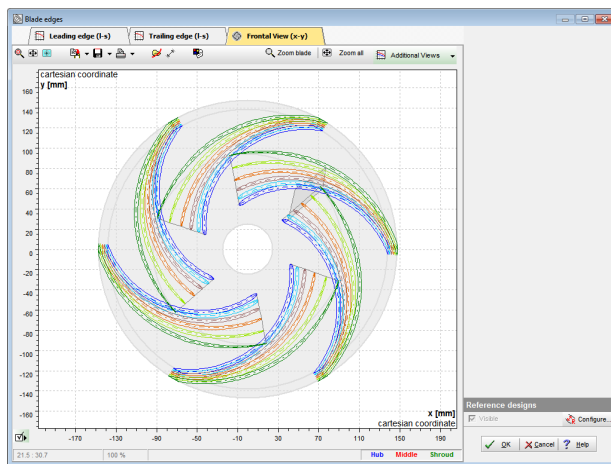 Blade edges
Leading edge (l-s)
Trailing edge (l-s)
Frontal View (x-y)
Zoom blade
Zoom all
Additional Views
cartesian coordinate
y [mm]
160
140
120
100
80
60
40
20
0
-20
-40
-60
-80
-100
-120
-140
-160
x [mm]
cartesian coordinate
-170 -130 -90 -50 -10 30 70 110 150 190
21.5 : 30.7 100 % Hub Middle Shroud
Reference designs
Visible Configure...
OK Cancel ? Help